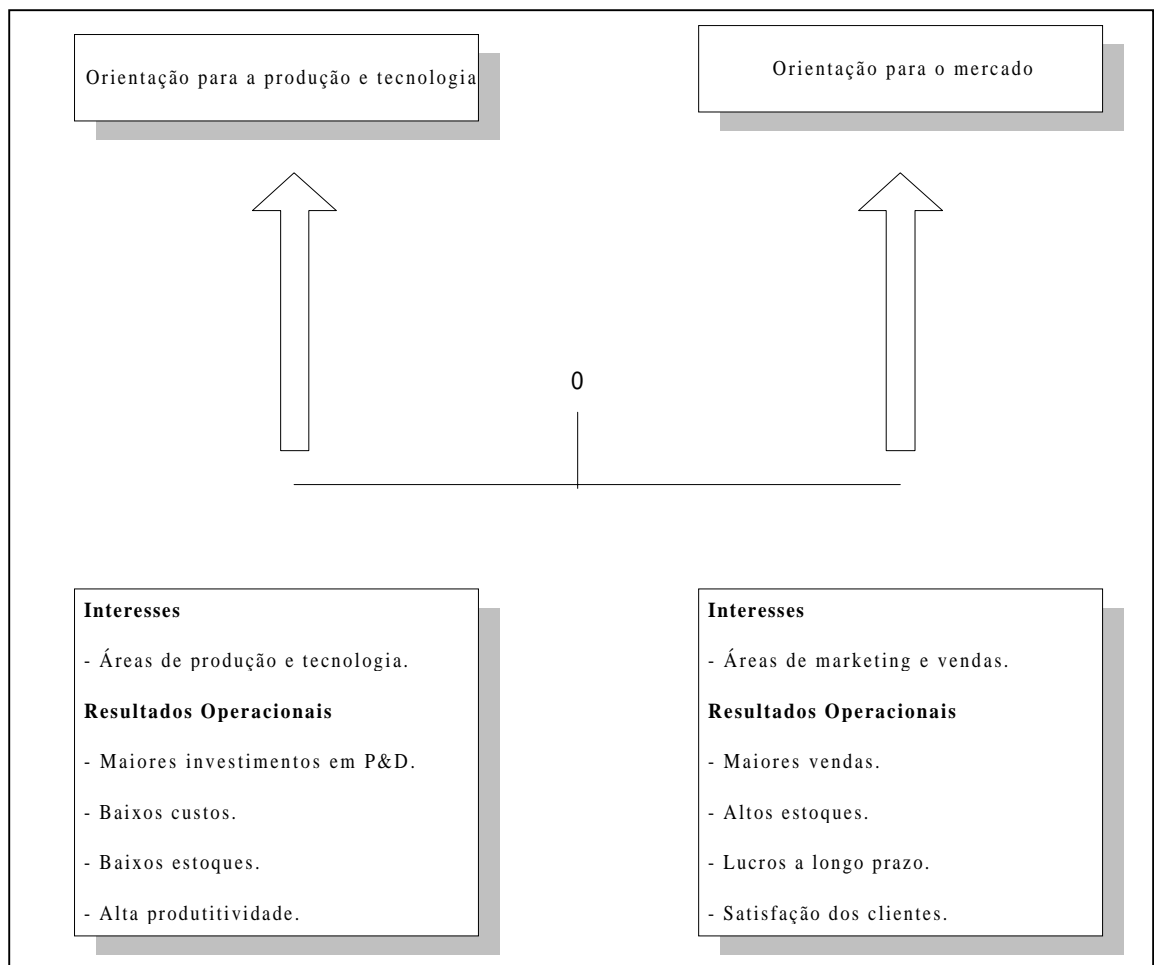 Orientação para a produção e tecnologia
Orientação para o mercado
0
Interesses
- Áreas de produção e tecnologia.
Resultados Operacionais
- Maiores investimentos em P&D.
- Baixos custos.
- Baixos estoques.
- Alta produtitividade.
Interesses
- Áreas de marketing e vendas.
Resultados Operacionais
- Maiores vendas.
- Altos estoques.
- Lucros a longo prazo.
- Satisfação dos clientes.